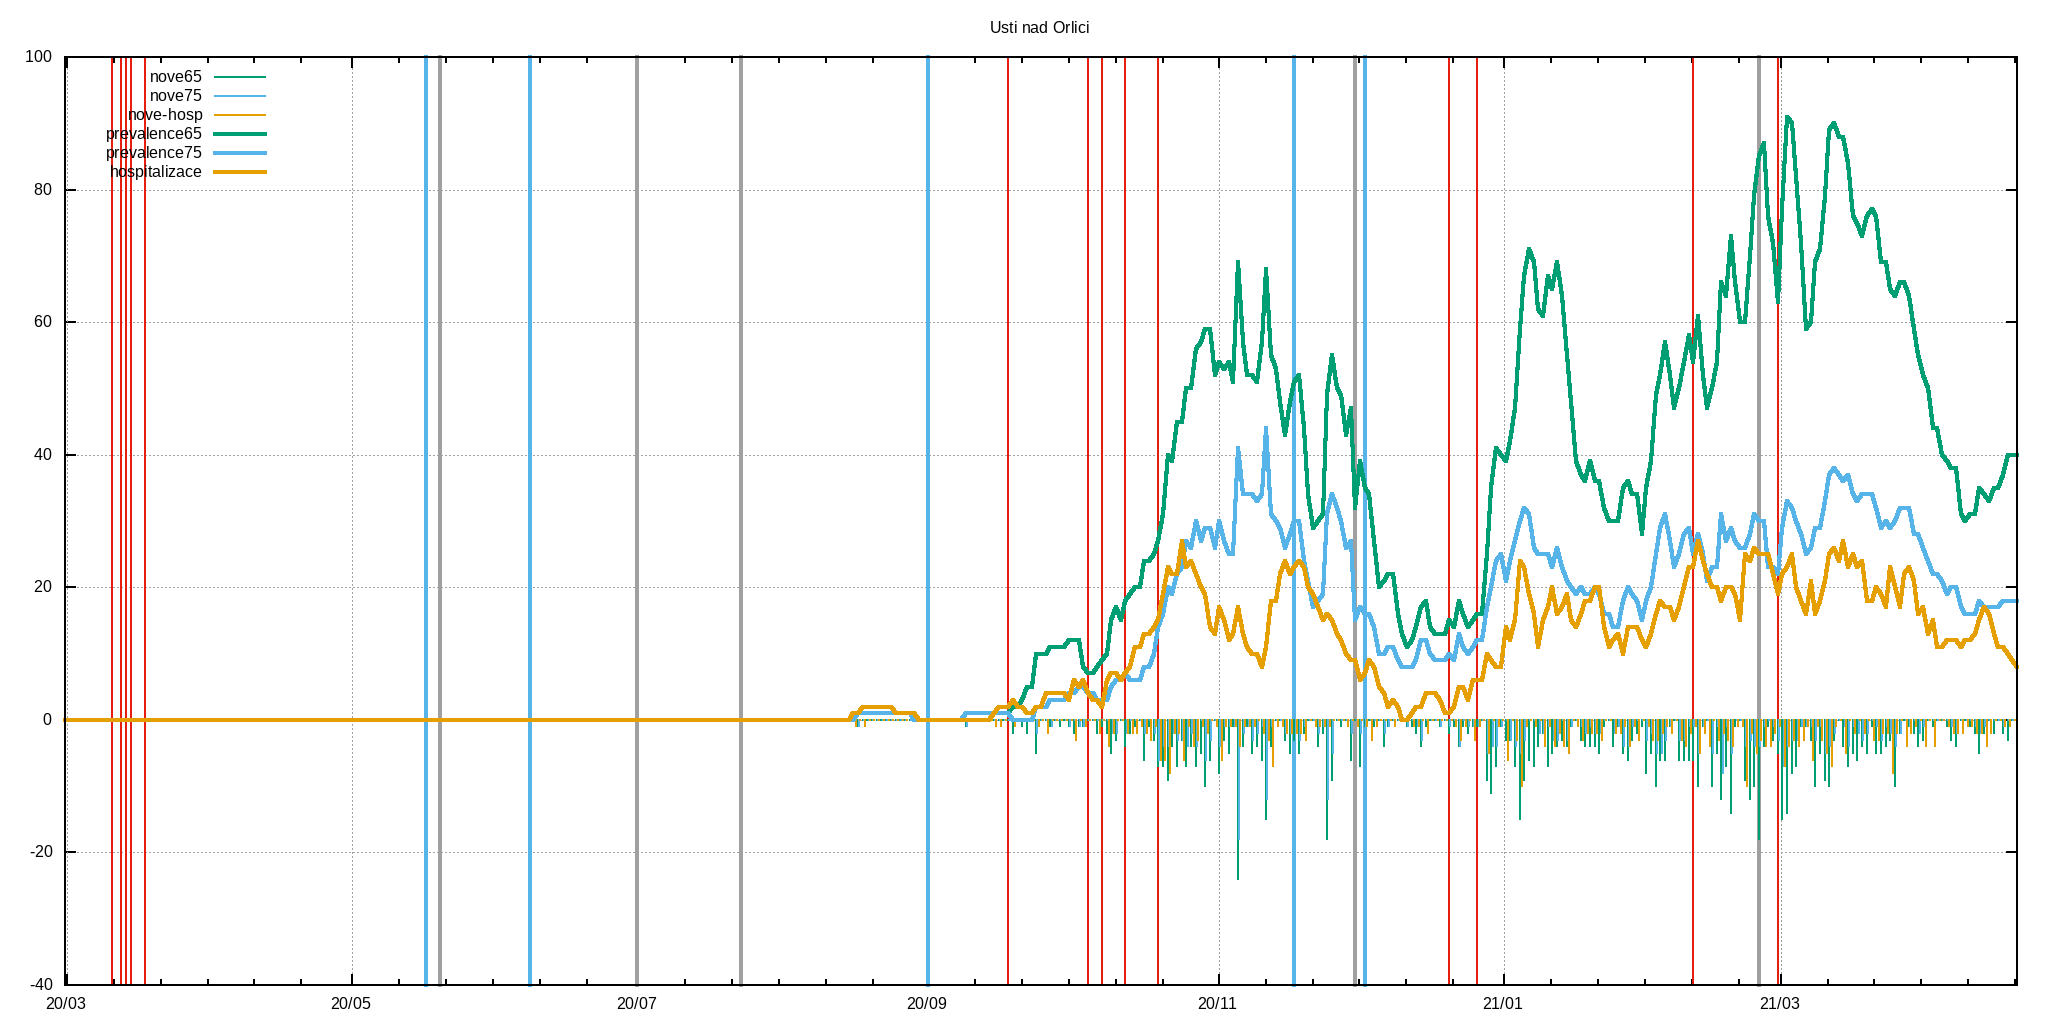 Usti nad Orlici
100
80
60
40
20
0
-20
-40
nove65
nove75
nove-hosp
prevalence65
prevalence75
hospitalizace
20/03 20/05 20/07 20/09 20/11 21/01 21/03